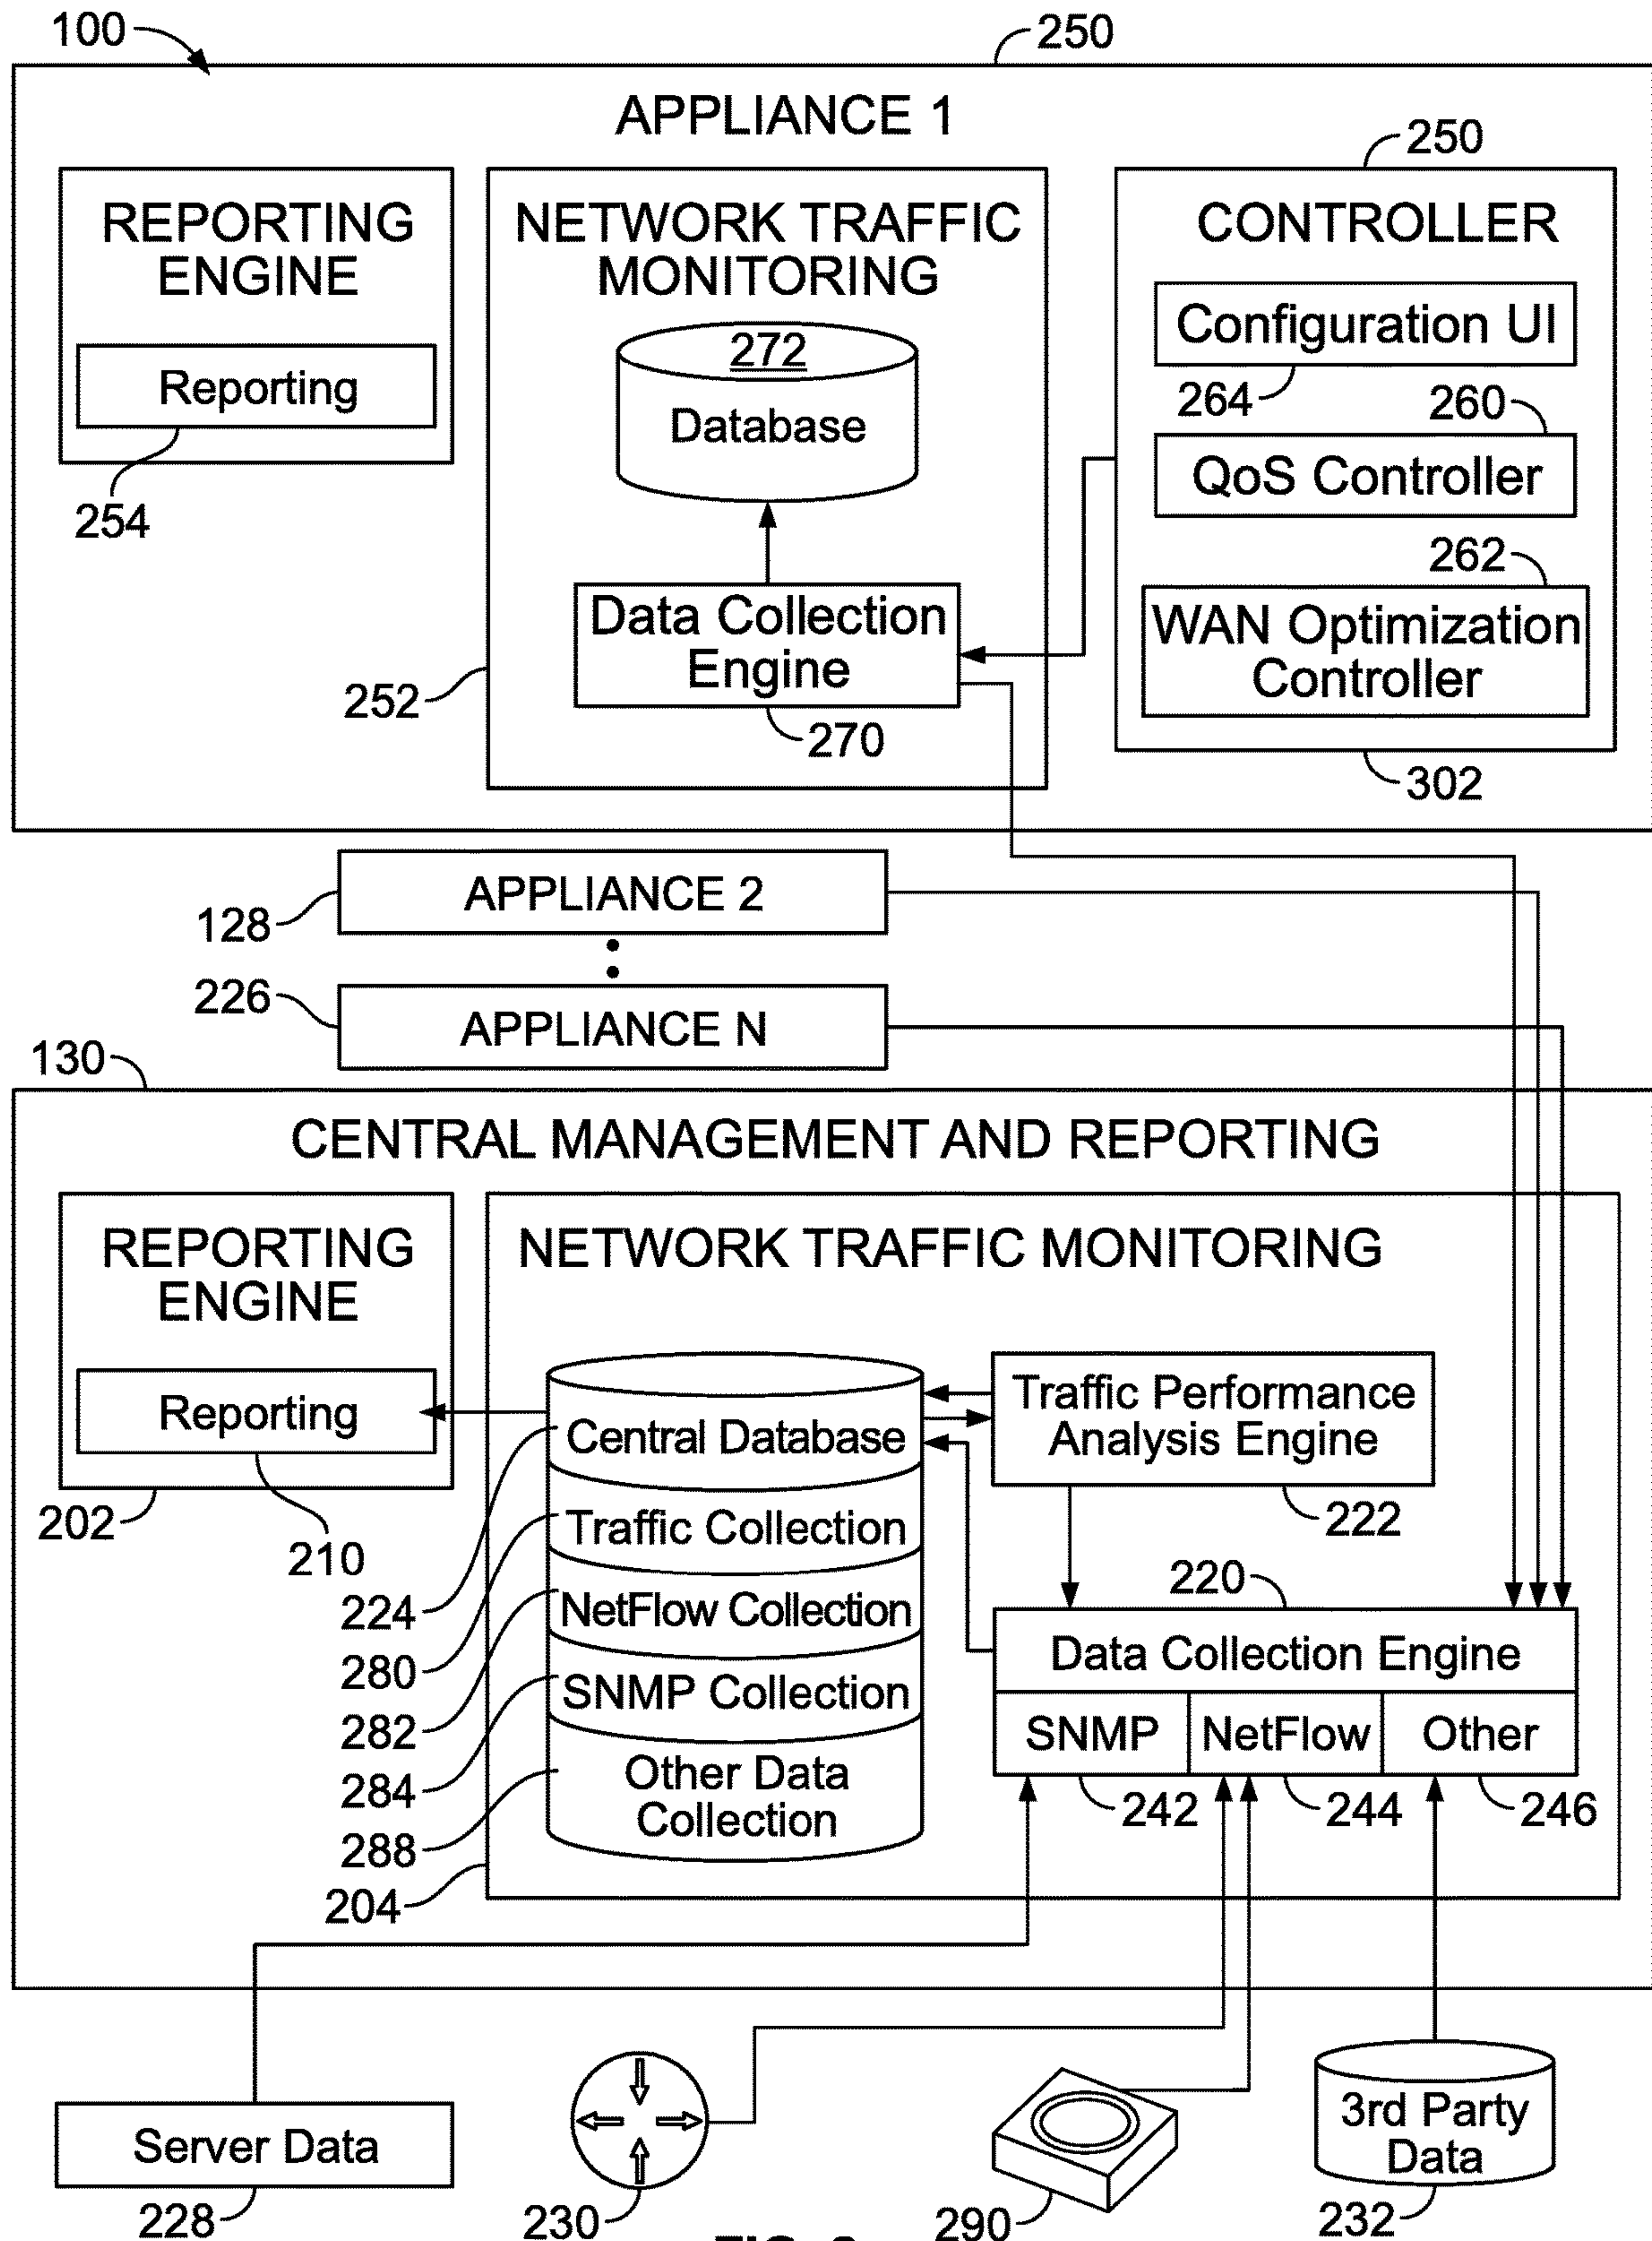 100
250
APPLIANCE 1
250
REPORTING
ENGINE
Reporting
254
NETWORK TRAFFIC
MONITORING
272
Database
Data Collection
Engine
252
270
CONTROLLER
Configuration UI
264
260
QoS Controller
262
WAN Optimization
Controller
302
APPLIANCE 2
128
226
APPLIANCE N
130
CENTRAL MANAGEMENT AND REPORTING
REPORTING
ENGINE
Reporting
202
210
NETWORK TRAFFIC MONITORING
Central Database
Traffic Collection
NetFlow Collection
SNMP Collection
Other Data
Collection
224
280
282
284
288
204
Traffic Performance
Analysis Engine
222
220
Data Collection Engine
SNMP
NetFlow
Other
242
244
246
Server Data
228
230
290
3rd Party
Data
232